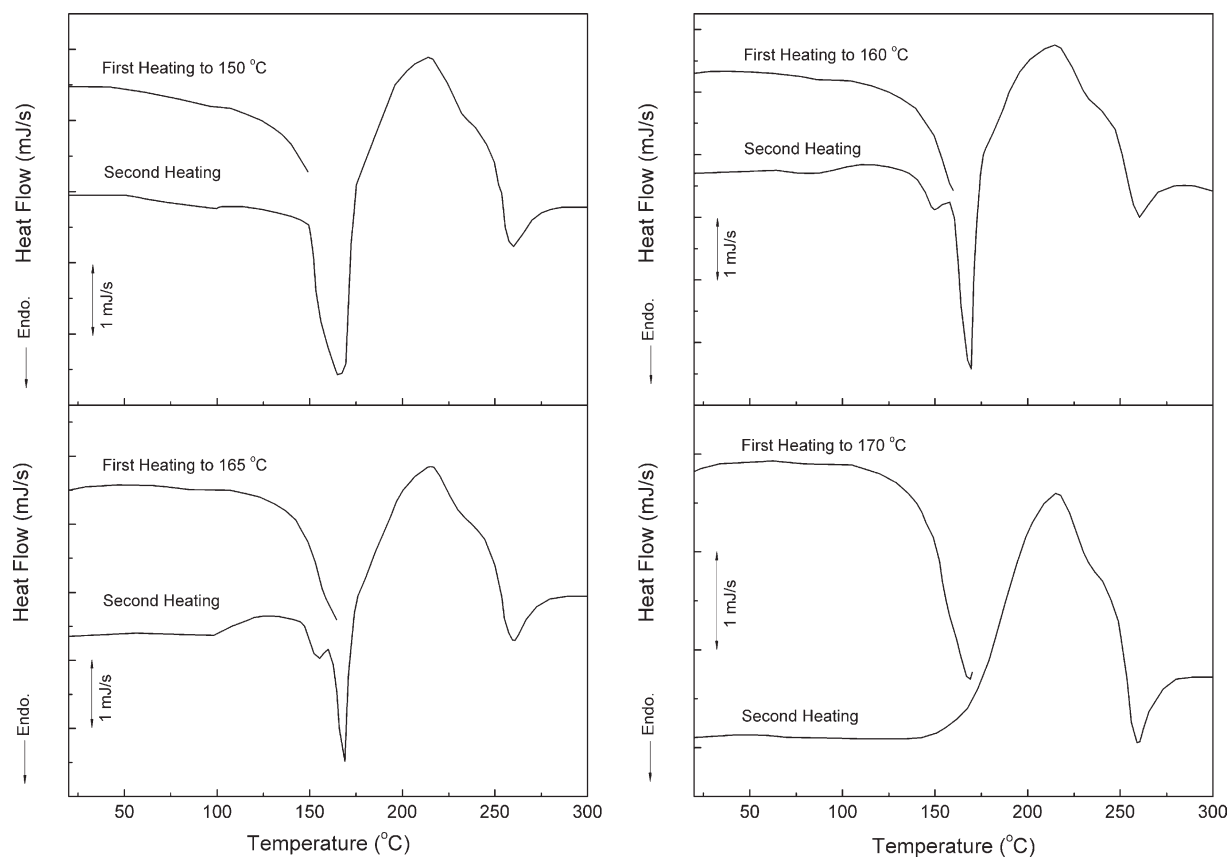 First Heating to 150 °C
Second Heating
Heat Flow (mJ/s)
Endo.
1 mJ/s
First Heating to 160 °C
Second Heating
Heat Flow (mJ/s)
Endo.
1 mJ/s
First Heating to 165 °C
Second Heating
Heat Flow (mJ/s)
Endo.
1 mJ/s
50 100 150 200 250 300
Temperature (°C)
First Heating to 170 °C
Second Heating
Heat Flow (mJ/s)
Endo.
1 mJ/s
50 100 150 200 250 300
Temperature (°C)